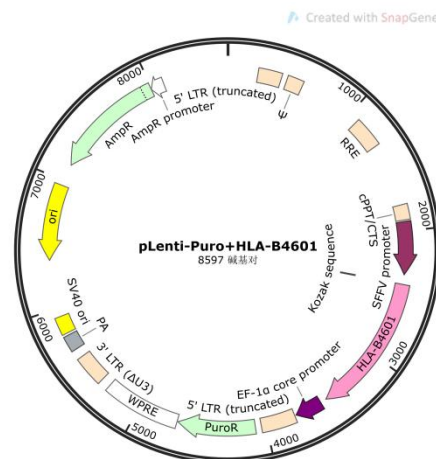 Created with SnapGene
8000
1000
5' LTR (truncated)
Ψ
AmpR promoter
AmpR
RRE
7000
2000
cPPT/CTS
ori
pLenti-Puro+HLA-B4601
8597 碱基对
SFFV promoter
Kozak sequence
SV40 ori
PA
6000
HLA-B4601
3000
3' LTR (ΔU3)
EF-1α core promoter
WPRE
5' LTR (truncated)
PuroR
5000
4000